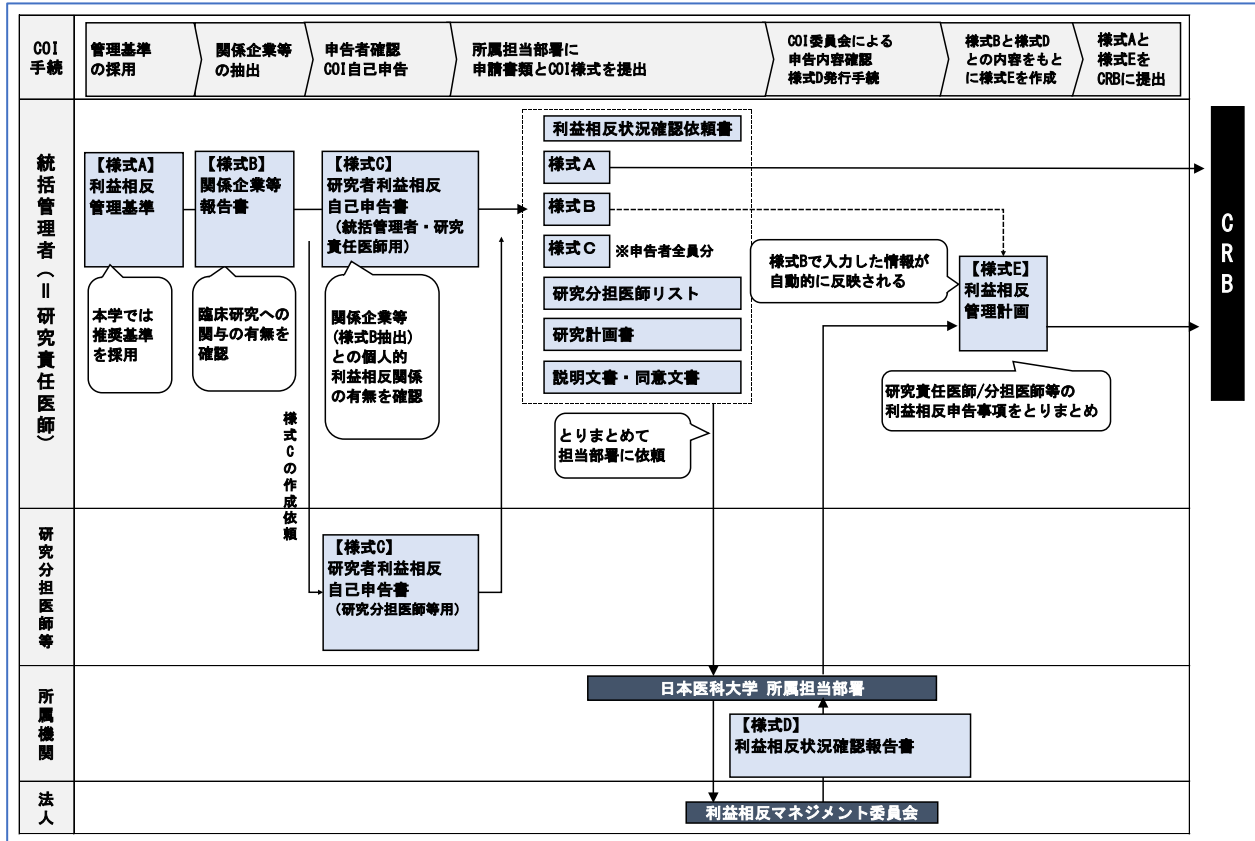 COI
手続
管理基準
の採用
関係企業等
の抽出
申告者確認
COI自己申告
所属担当部署に
申請書類とCOI様式を提出
COI委員会による
申告内容確認
様式D発行手続
様式Bと様式D
との内容をもと
に様式Eを作成
様式Aと
様式Eを
CRBに提出
統括管理者(=研究責任医師)
【様式A】
利益相反
管理基準
【様式B】
関係企業等
報告書
【様式C】
研究者利益相反
自己申告書
(統括管理者・研究
責任医師用)
利益相反状況確認依頼書
様式A
様式B
様式C ※申告者全員分
研究分担医師リスト
研究計画書
説明文書・同意文書
様式Bで入力した情報が
自動的に反映される
【様式E】
利益相反
管理計画
CRB
本学では
推奨基準
を採用
臨床研究への
関与の有無を
確認
関係企業等
(様式B抽出)
との個人的
利益相反関係
の有無を確認
研究責任医師/分担医師等の
利益相反申告事項をとりまとめ
とりまとめて
担当部署に依頼
様式Cの作成依頼
研究分担医師等
【様式C】
研究者利益相反
自己申告書
(研究分担医師等用)
所属機関
日本医科大学 所属担当部署
【様式D】
利益相反状況確認報告書
法人
利益相反マネジメント委員会